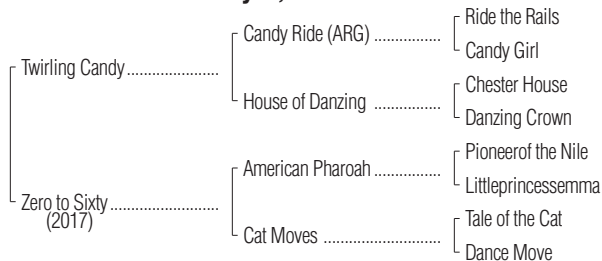 Ride the Rails
Candy Ride (ARG) ................
Candy Girl
Twirling Candy ......................
Chester House
House of Danzing ................
Danzing Crown
Pioneerof the Nile
American Pharoah ................
Littleprincessemma
Zero to Sixty ..........................
(2017)
Tale of the Cat
Cat Moves ............................
Dance Move